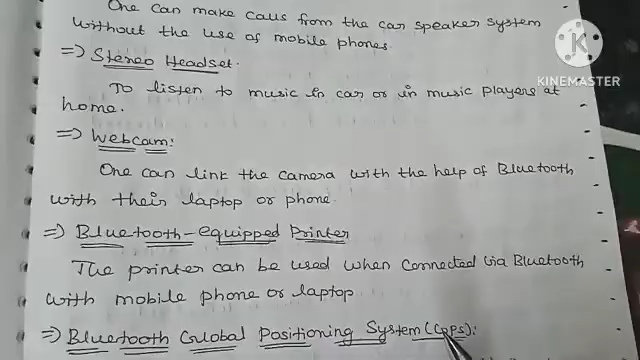 One can make calls from the car speaker system
without the use of mobile phones.
⇒ Stereo Headset.
To listen to music in car or in music players at
home.
⇒ Webcam:
One can link the camera with the help of Bluetooth
with their laptop or phone.
⇒ Bluetooth-equipped Printer
The printer can be used when connected via Bluetooth
with mobile phone or laptop
⇒ Bluetooth Global Positioning System (GPS):
K
KINEMASTER